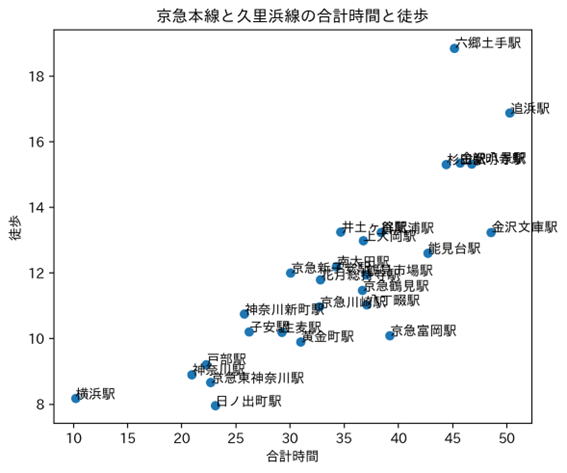 京急本線と久里浜線の合計時間と徒歩
六郷土手駅
18
追浜駅
16
14
金沢文庫駅
上大岡駅
能見台駅
南太田駅
12
京急鶴見駅
八丁畷駅
神奈川新町駅
京急川崎駅
子安駅
生麦駅
黄金町駅
京急富岡駅
10
戸部駅
神奈川駅
京急東神奈川駅
横浜駅
日ノ出町駅
8
徒歩
10 15 20 25 30 35 40 45 50
合計時間